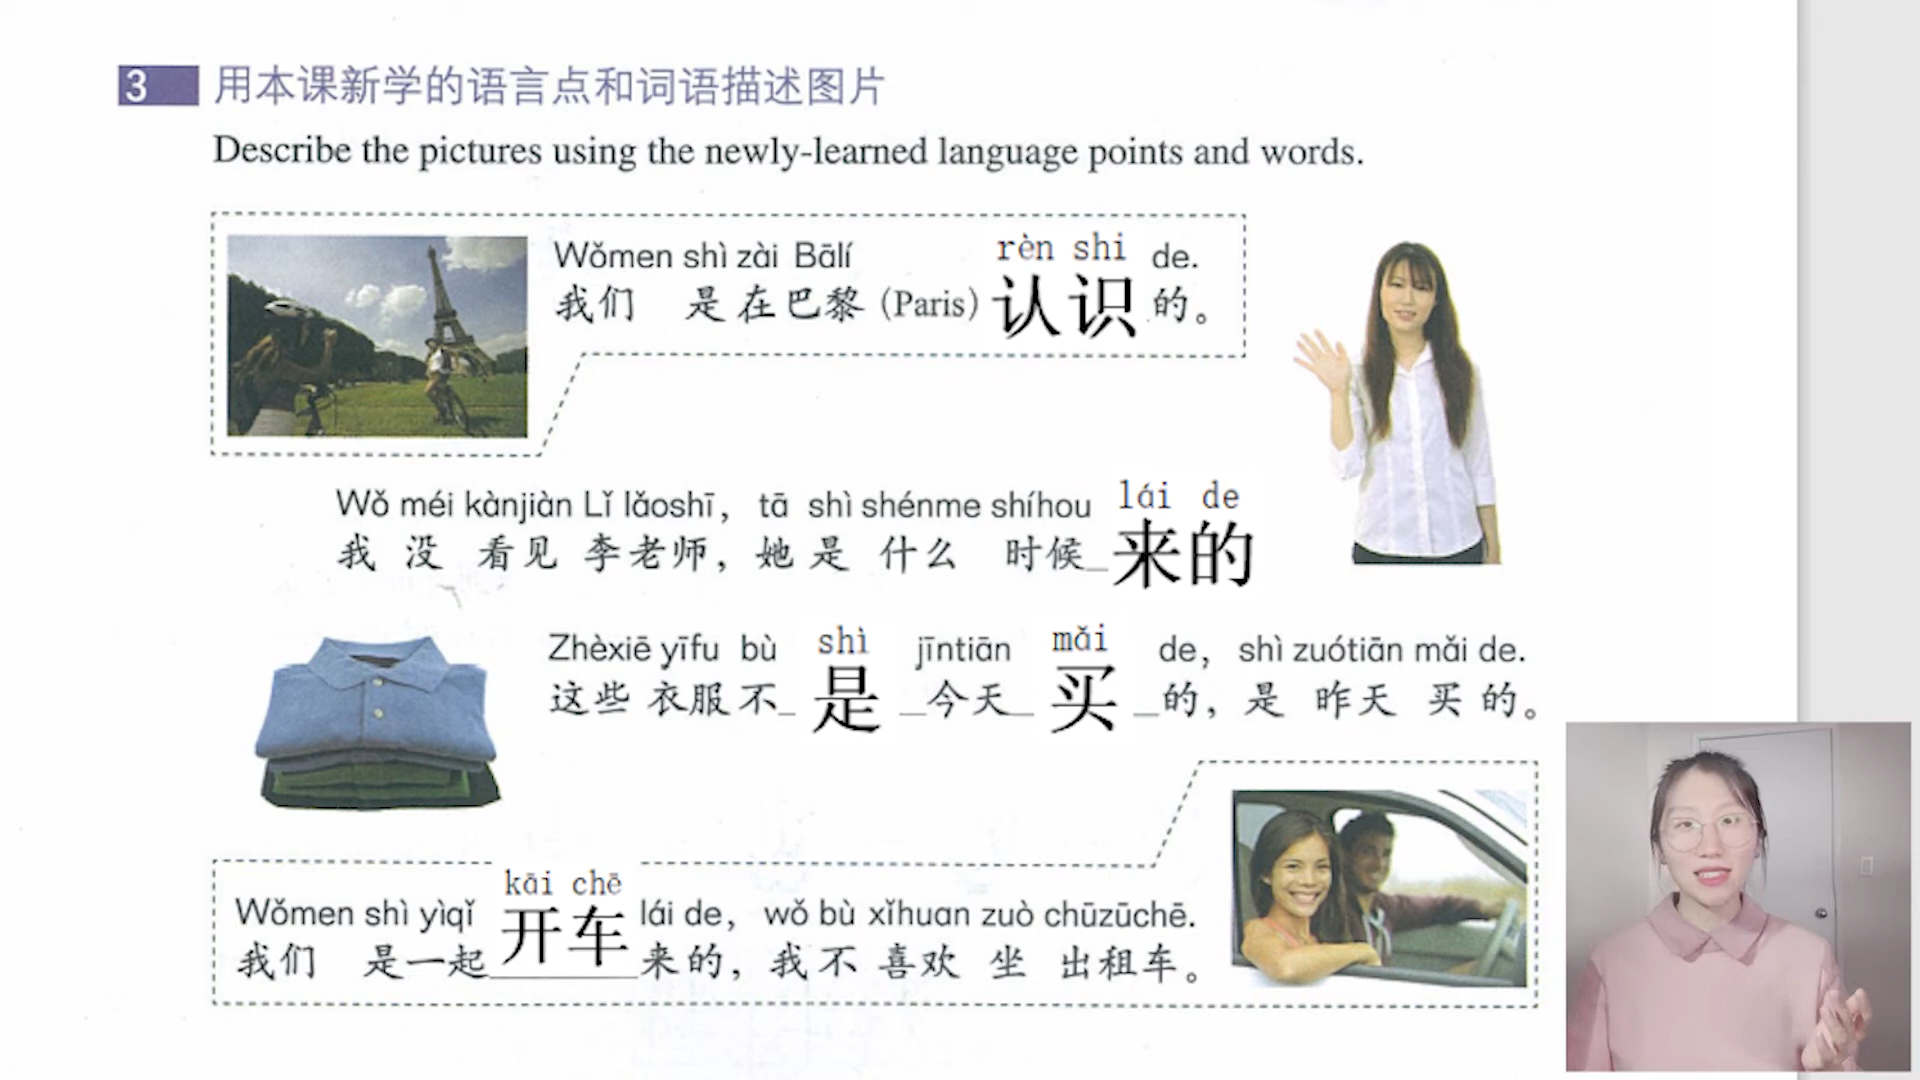 3 用本课新学的语言点和词语描述图片
Describe the pictures using the newly-learned language points and words.
Wǒmen shì zài Bālí rèn shi de.
我们 是在巴黎 (Paris) 认识 的。
Wǒ méi kànjiàn Lǐ lǎoshī, tā shì shénme shíhou lái de
我 没 看见 李老师, 她是 什么 时候_来的
Zhèxiē yīfu bù shì jīntiān mǎi de, shì zuótiān mǎi de.
这些 衣服不_是_今天_买_的, 是 昨天 买 的。
Wǒmen shì yìqǐ kāi chē lái de, wǒ bù xǐhuan zuò chūzūchē.
我们 是一起开车来的, 我不 喜欢 坐 出租车。